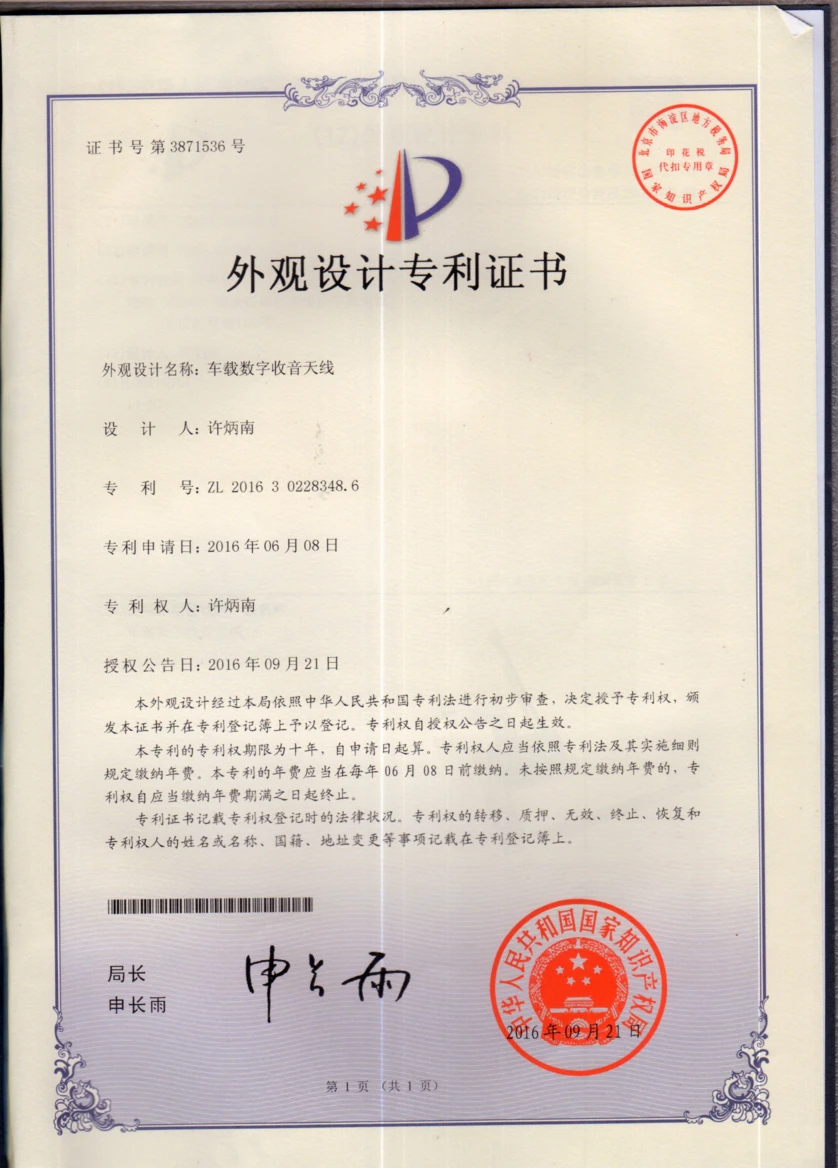 证书号第3871536号
北京市海淀区地方税务局
印花税
代扣专用章
国家知识产权局
外观设计专利证书
外观设计名称：车载数字收音天线
设计人：许炳南
专利号：ZL 2016 3 0228348.6
专利申请日：2016年06月08日
专利权人：许炳南
授权公告日：2016年09月21日
本外观设计经过本局依照中华人民共和国专利法进行初步审查，决定授予专利权，颁
发本证书并在专利登记簿上予以登记。专利权自授权公告之日起生效。
本专利的专利权期限为十年，自申请日起算。专利权人应当依照专利法及其实施细则
规定缴纳年费。本专利的年费应当在每年06月08日前缴纳。未按照规定缴纳年费的，专
利权自应当缴纳年费期满之日起终止。
专利证书记载专利权登记时的法律状况。专利权的转移、质押、无效、终止、恢复和
专利权人的姓名或名称、国籍、地址变更等事项记载在专利登记簿上。
局长
申长雨
申长雨
中华人民共和国国家知识产权局
2016年09月21日
第1页（共1页）